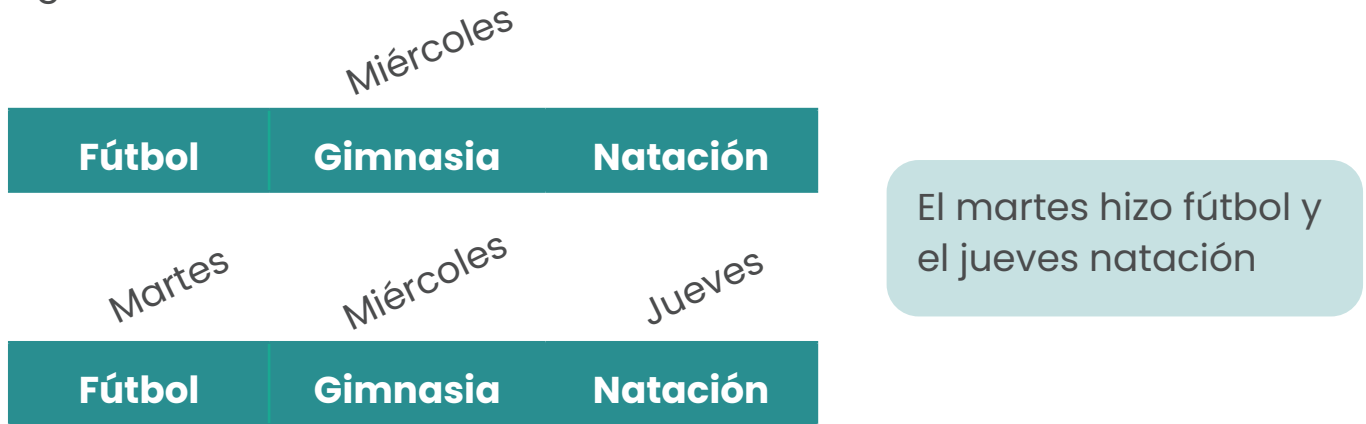 Miércoles
Fútbol Gimnasia Natación
El martes hizo fútbol y
el jueves natación
Martes Miércoles Jueves
Fútbol Gimnasia Natación